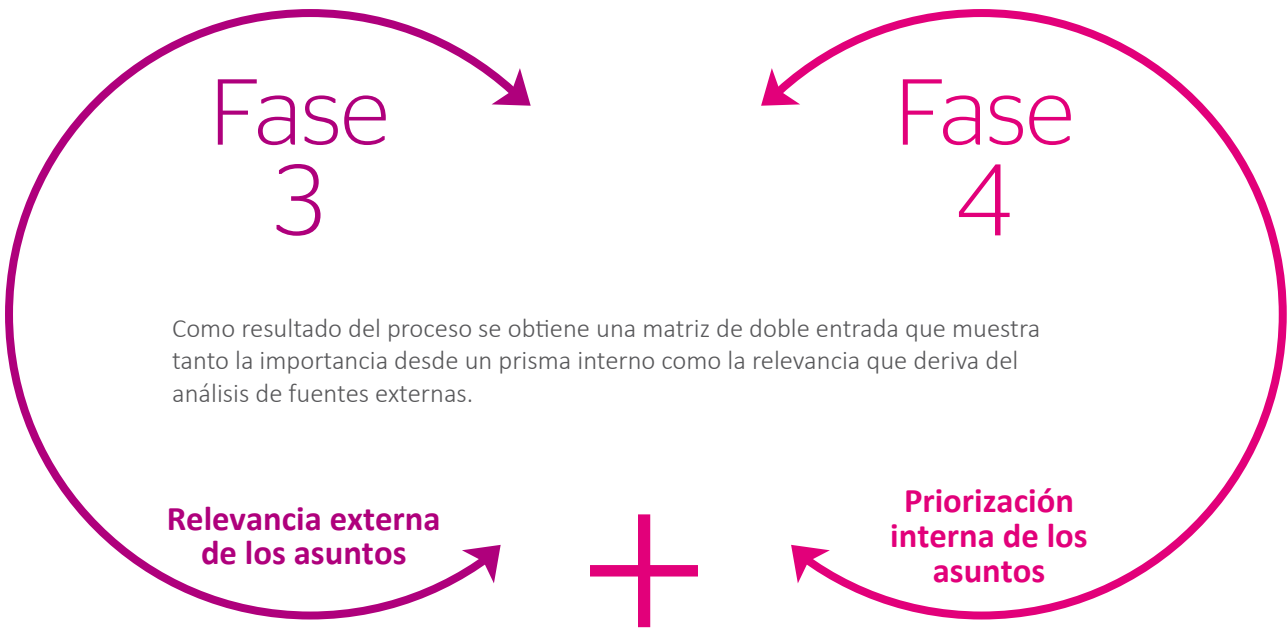 Fase
3
Fase
4
Como resultado del proceso se obtiene una matriz de doble entrada que muestra
tanto la importancia desde un prisma interno como la relevancia que deriva del
análisis de fuentes externas.
Relevancia externa
de los asuntos
+
Priorización
interna de los
asuntos